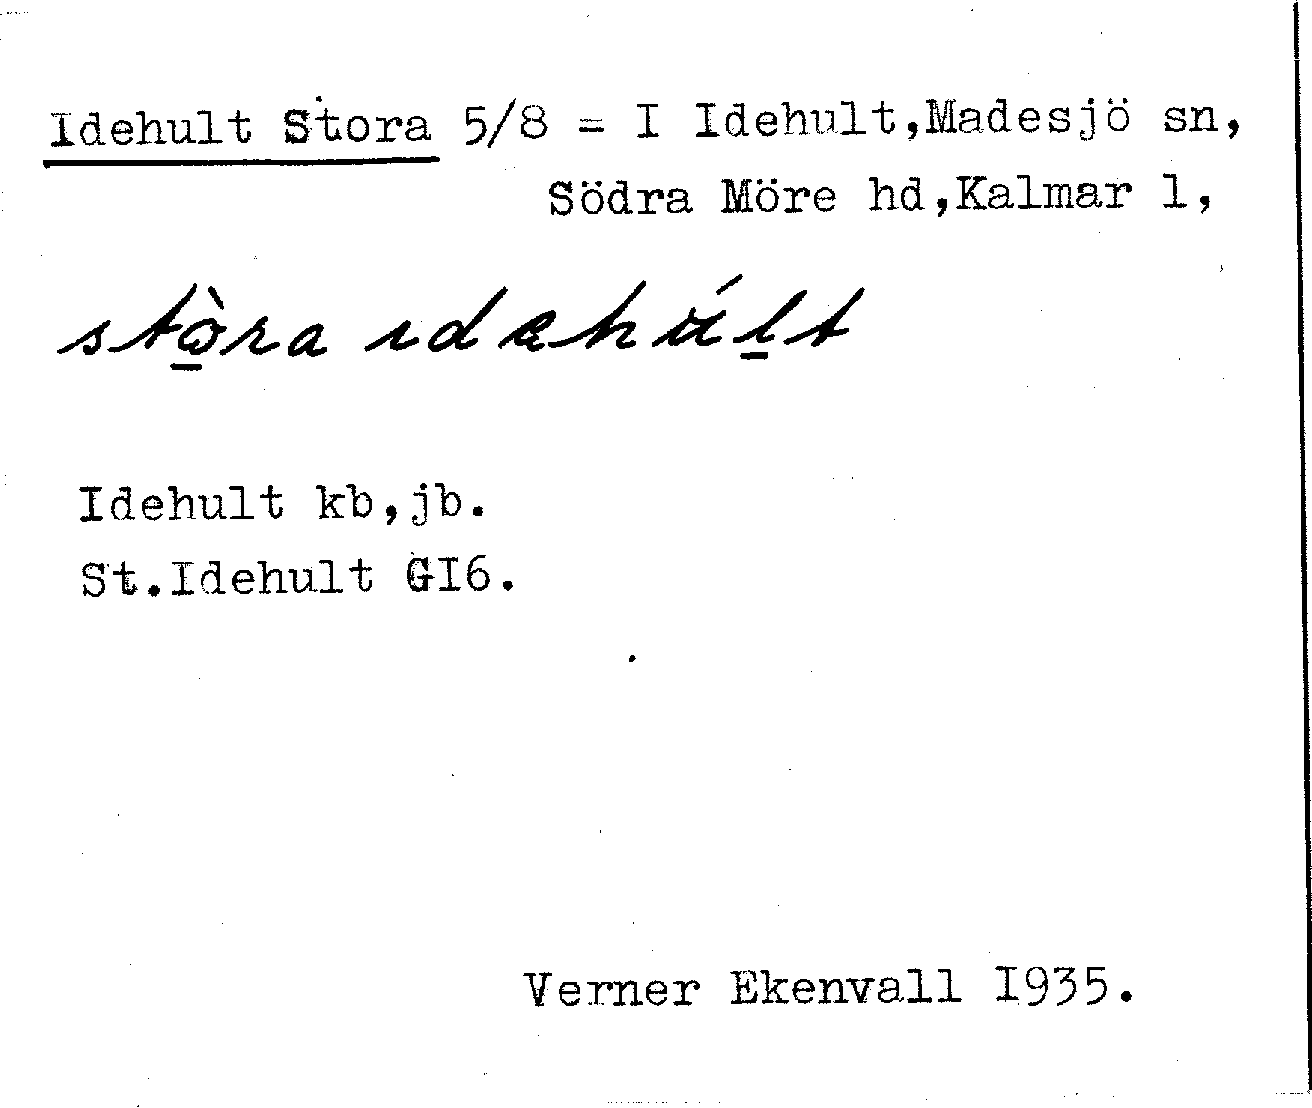 Idehult Stora 5/8 = I Idehult,Madesjö sn,
Södra Möre hd,Kalmar l,
stòra idehúlt
Idehult kb,jb.
St.Idehult GI6.
Verner Ekenvall I935.